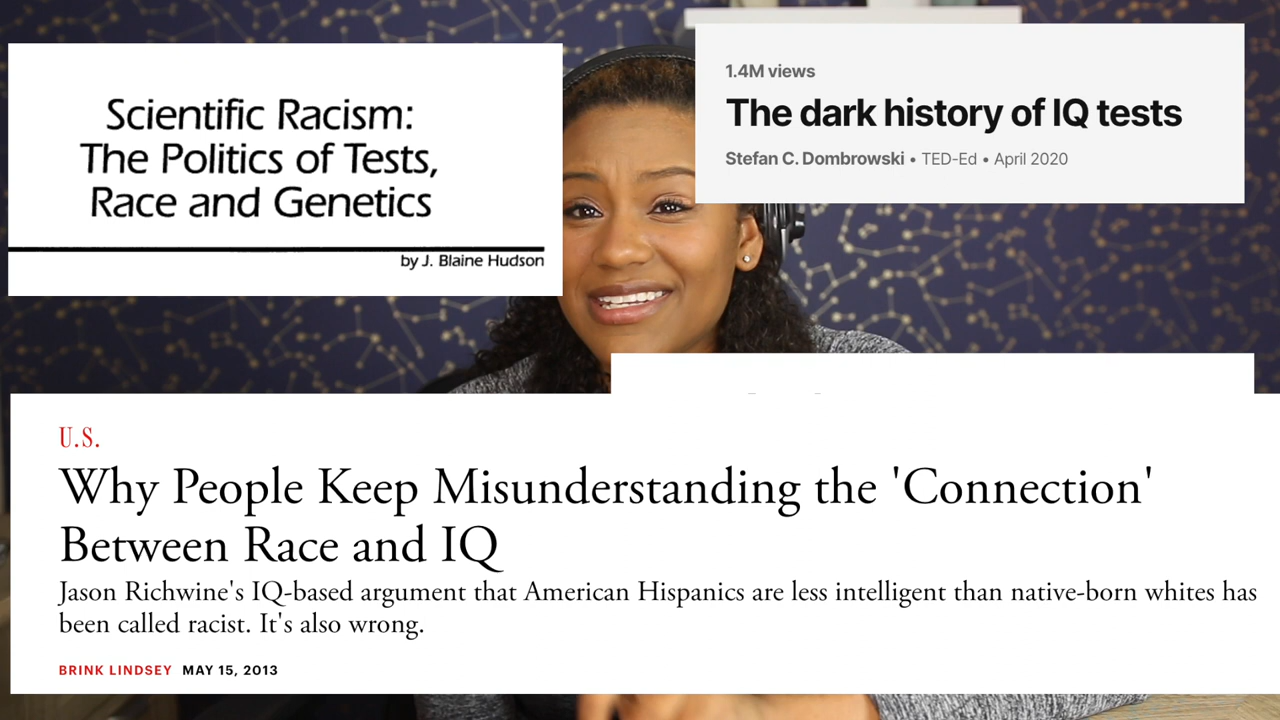 Scientific Racism:
The Politics of Tests,
Race and Genetics
by J. Blaine Hudson
1.4M views
The dark history of IQ tests
Stefan C. Dombrowski • TED-Ed • April 2020
U.S.
Why People Keep Misunderstanding the 'Connection'
Between Race and IQ
Jason Richwine's IQ-based argument that American Hispanics are less intelligent than native-born whites has
been called racist. It's also wrong.
BRINK LINDSEY MAY 15, 2013